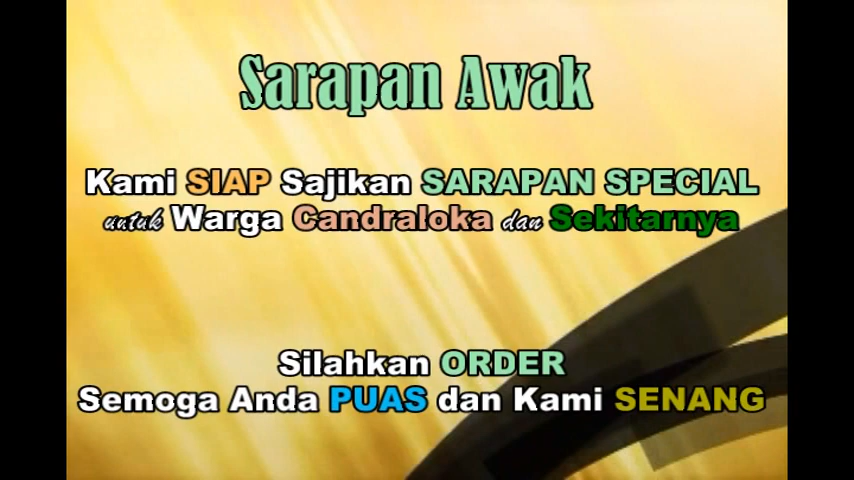 Sarapan Awak
Kami SIAP Sajikan SARAPAN SPECIAL
untuk Warga Candraloka dan Sekitarnya
Silahkan ORDER
Semoga Anda PUAS dan Kami SENANG